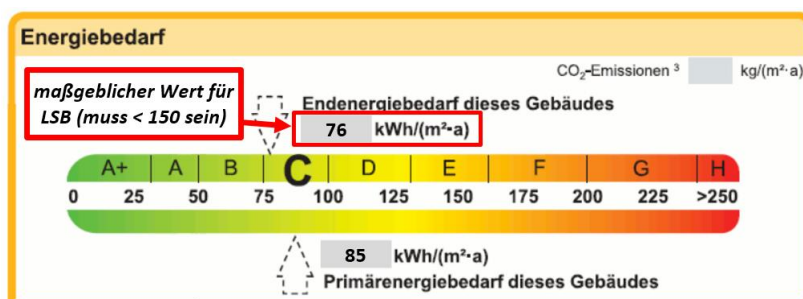 Energiebedarf
CO₂-Emissionen ³ kg/(m²·a)
maßgeblicher Wert für
LSB (muss < 150 sein)
Endenergiebedarf dieses Gebäudes
76 kWh/(m²·a)
A+ A B C D E F G H
0 25 50 75 100 125 150 175 200 225 >250
85 kWh/(m²·a)
Primärenergiebedarf dieses Gebäudes